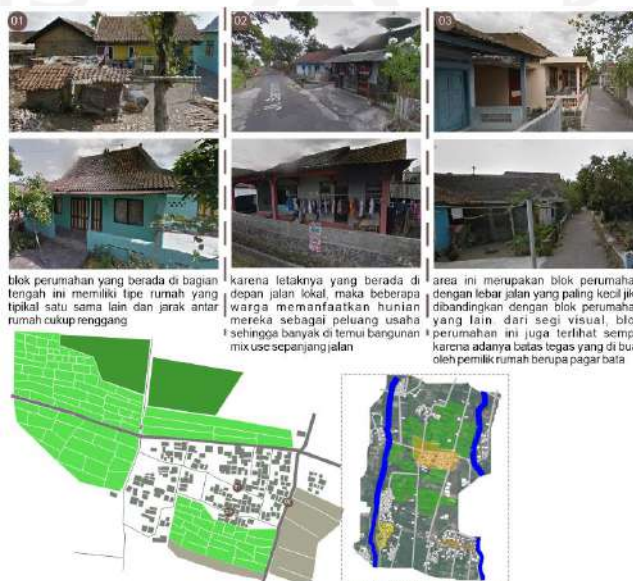 01
02
03
blok perumahan yang berada di bagian
tengah ini memiliki tipe rumah yang
tipikal satu sama lain dan jarak antar
rumah cukup renggang
karena letaknya yang berada di
depan jalan lokal, maka beberapa
warga memanfaatkan hunian
mereka sebagai peluang usaha
sehingga banyak di temui bangunan
mix use sepanjang jalan
area ini merupakan blok perumaha
dengan lebar jalan yang paling kecil jik
dibandingkan dengan blok perumaha
yang lain. dari segi visual, blo
perumahan ini juga terlihat semp
karena adanya batas tegas yang di bua
oleh pemilik rumah berupa pagar bata